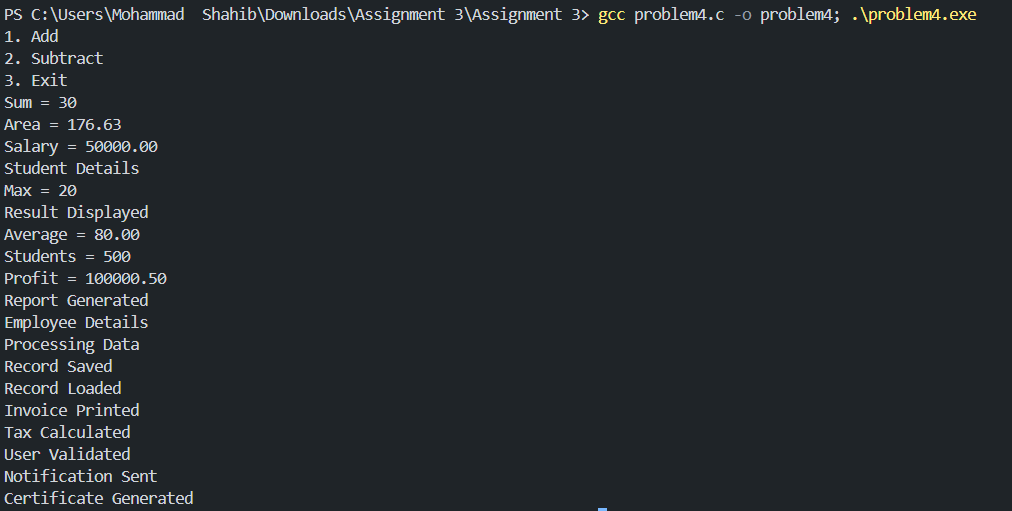 PS C:\Users\Mohammad  Shahib\Downloads\Assignment 3\Assignment 3> gcc problem4.c -o problem4; .\problem4.exe
1. Add
2. Subtract
3. Exit
Sum = 30
Area = 176.63
Salary = 50000.00
Student Details
Max = 20
Result Displayed
Average = 80.00
Students = 500
Profit = 100000.50
Report Generated
Employee Details
Processing Data
Record Saved
Record Loaded
Invoice Printed
Tax Calculated
User Validated
Notification Sent
Certificate Generated